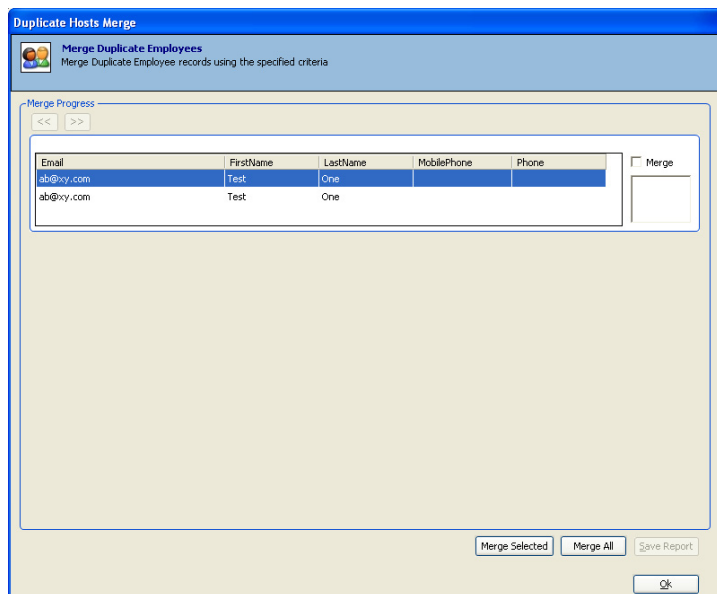 Duplicate Hosts Merge
Merge Duplicate Employees
Merge Duplicate Employee records using the specified criteria
Merge Progress
<< >>
Email FirstName LastName MobilePhone Phone
Merge
ab@xy.com Test One
ab@xy.com Test One
Merge Selected Merge All Save Report
Ok